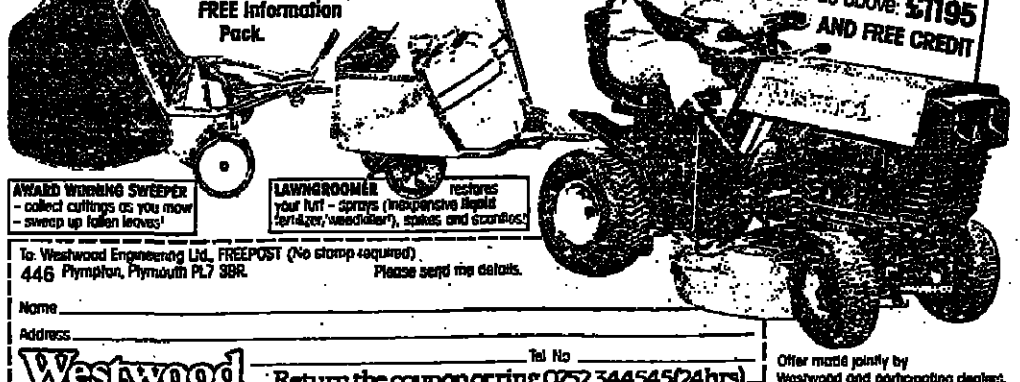 FREE Information
Pack.
above: £1195
AND FREE CREDIT
Westwood
AWARD WINNING SWEEPER
- collect cuttings as you mow
- sweep up fallen leaves!
LAWNGROOMER restores
your turf - sprays (inexpensive liquid
fertilizer, weedkiller), spikes and scarifies!
To: Westwood Engineering Ltd., FREEPOST (No stamp required)
446 Plympton, Plymouth PL7 3BR. Please send me details.
Name
Address
Tel No
Westwood
Return the coupon or ring 0752 344545 (24hrs)
Offer made jointly by
Westwood and participating dealers.